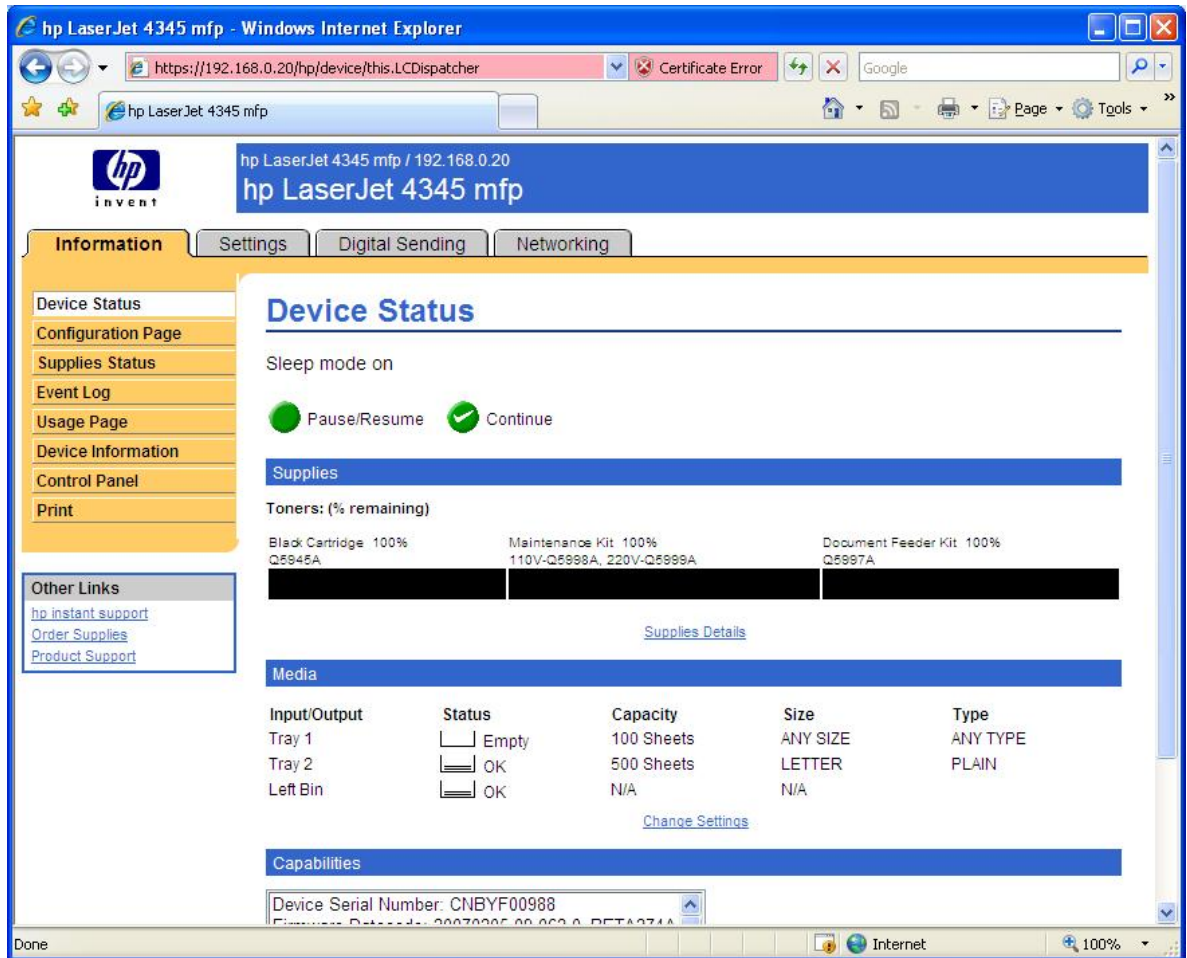 hp LaserJet 4345 mfp - Windows Internet Explorer
https://192.168.0.20/hp/device/this.LCDispatcher
Certificate Error
Google
hp LaserJet 4345 mfp
Page
Tools
hp
invent
hp LaserJet 4345 mfp / 192.168.0.20
hp LaserJet 4345 mfp
Information
Settings
Digital Sending
Networking
Device Status
Configuration Page
Supplies Status
Event Log
Usage Page
Device Information
Control Panel
Print
Other Links
hp instant support
Order Supplies
Product Support
Device Status
Sleep mode on
Pause/Resume Continue
Supplies
Toners: (% remaining)
Black Cartridge 100% Maintenance Kit 100% Document Feeder Kit 100%
Q5945A 110V-Q5998A, 220V-Q5999A Q5997A
Supplies Details
Media
Input/Output Status Capacity Size Type
Tray 1 Empty 100 Sheets ANY SIZE ANY TYPE
Tray 2 OK 500 Sheets LETTER PLAIN
Left Bin OK N/A N/A
Change Settings
Capabilities
Device Serial Number: CNBYF00988
Done
Internet
100%